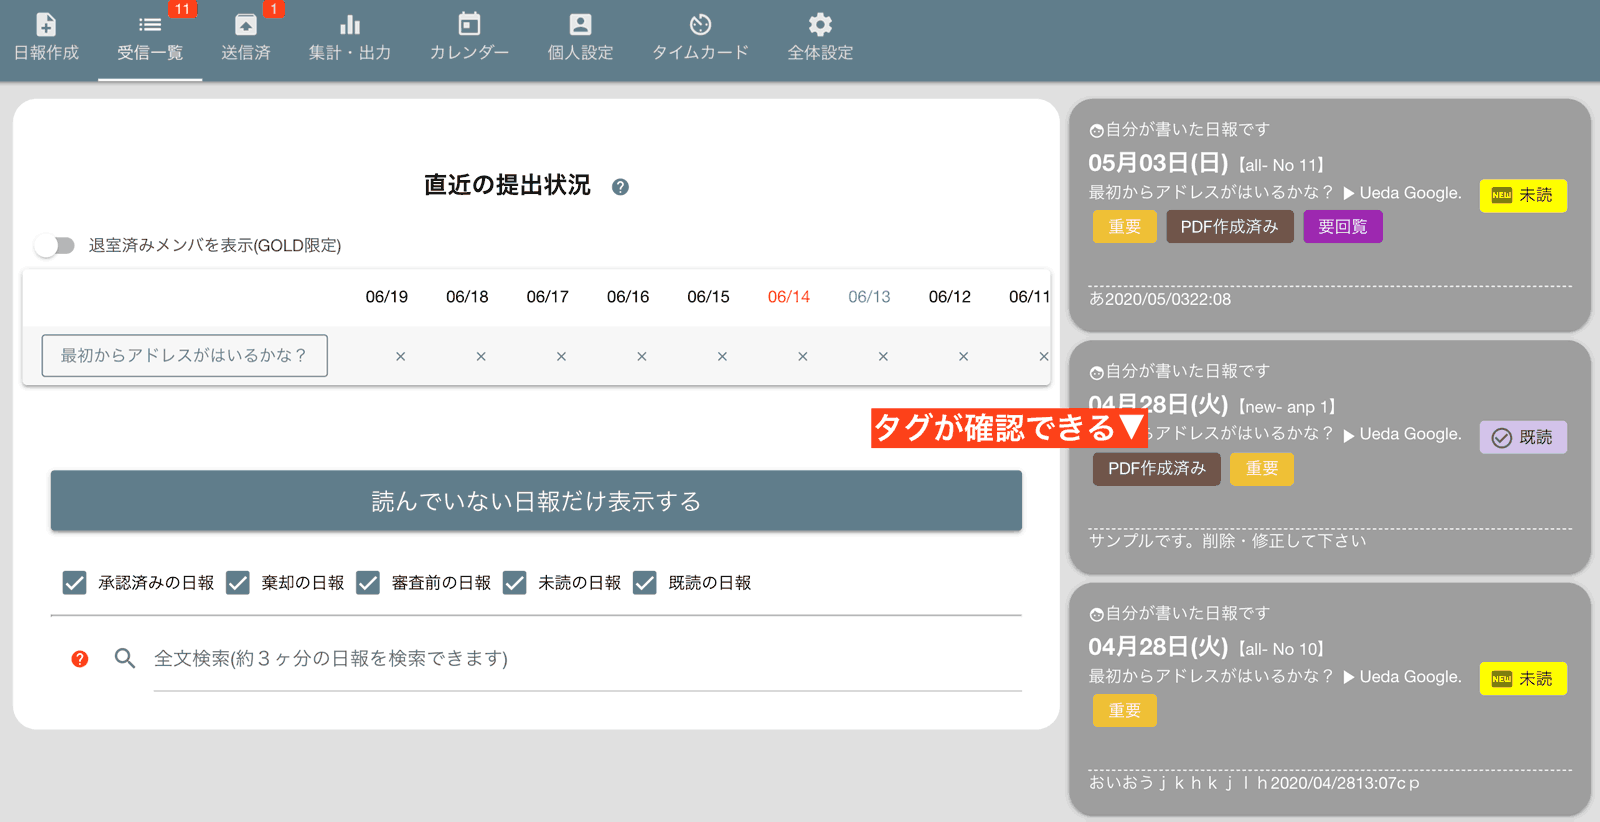 11
1
日報作成
受信一覧
送信済
集計・出力
カレンダー
個人設定
タイムカード
全体設定
直近の提出状況
退室済みメンバを表示(GOLD限定)
06/19 06/18 06/17 06/16 06/15 06/14 06/13 06/12 06/11
最初からアドレスがはいるかな？ × × × × × × × × ×
読んでいない日報だけ表示する
承認済みの日報 棄却の日報 審査前の日報 未読の日報 既読の日報
全文検索(約３ヶ分の日報を検索できます)
自分が書いた日報です
05月03日(日)【all- No 11】
最初からアドレスがはいるかな？ ▶ Ueda Google.
NEW 未読
重要 PDF作成済み 要回覧
あ2020/05/0322:08
自分が書いた日報です
04月28日(火)【new- anp 1】
タグが確認できる▼
らアドレスがはいるかな？ ▶ Ueda Google.
既読
PDF作成済み 重要
サンプルです。削除・修正して下さい
自分が書いた日報です
04月28日(火)【all- No 10】
最初からアドレスがはいるかな？ ▶ Ueda Google.
NEW 未読
重要
おいおうｊｋｈｋｊｌｈ2020/04/2813:07cｐ